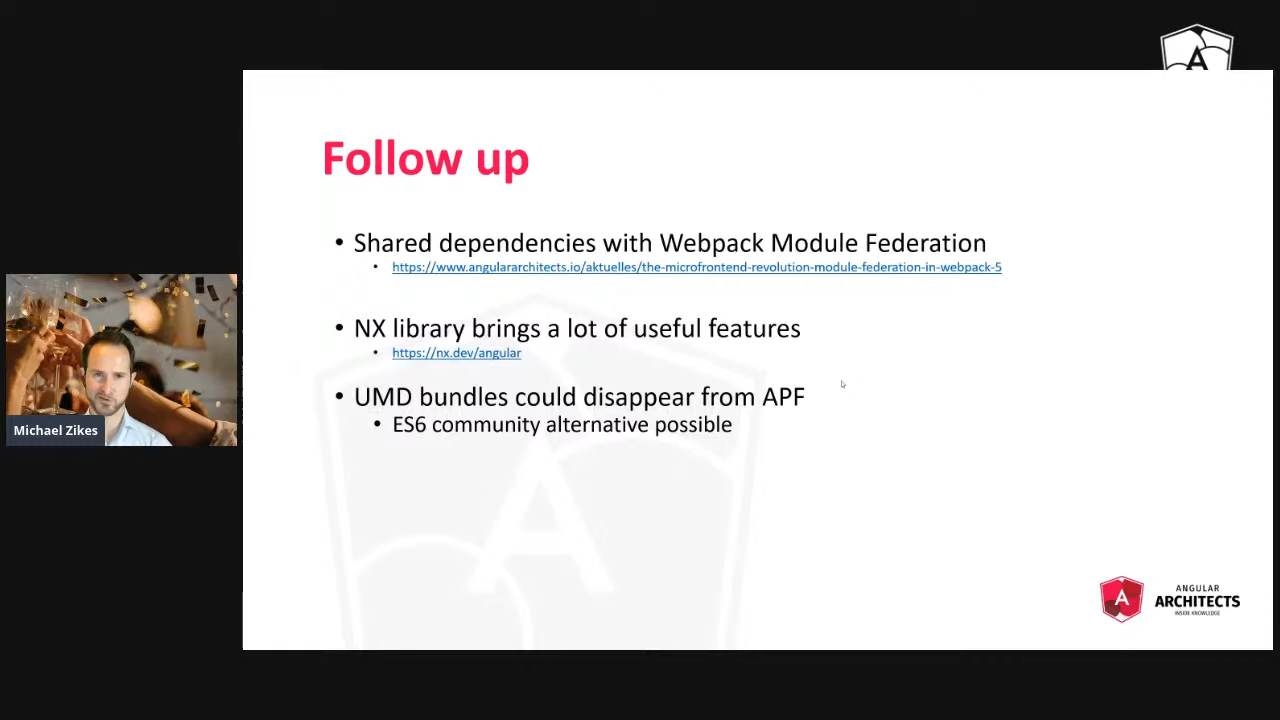 Follow up
• Shared dependencies with Webpack Module Federation
• https://www.angulararchitects.io/aktuelles/the-microfrontend-revolution-module-federation-in-webpack-5
• NX library brings a lot of useful features
• https://nx.dev/angular
• UMD bundles could disappear from APF
• ES6 community alternative possible
Michael Zikes
A
ANGULAR
ARCHITECTS
INSIDE KNOWLEDGE